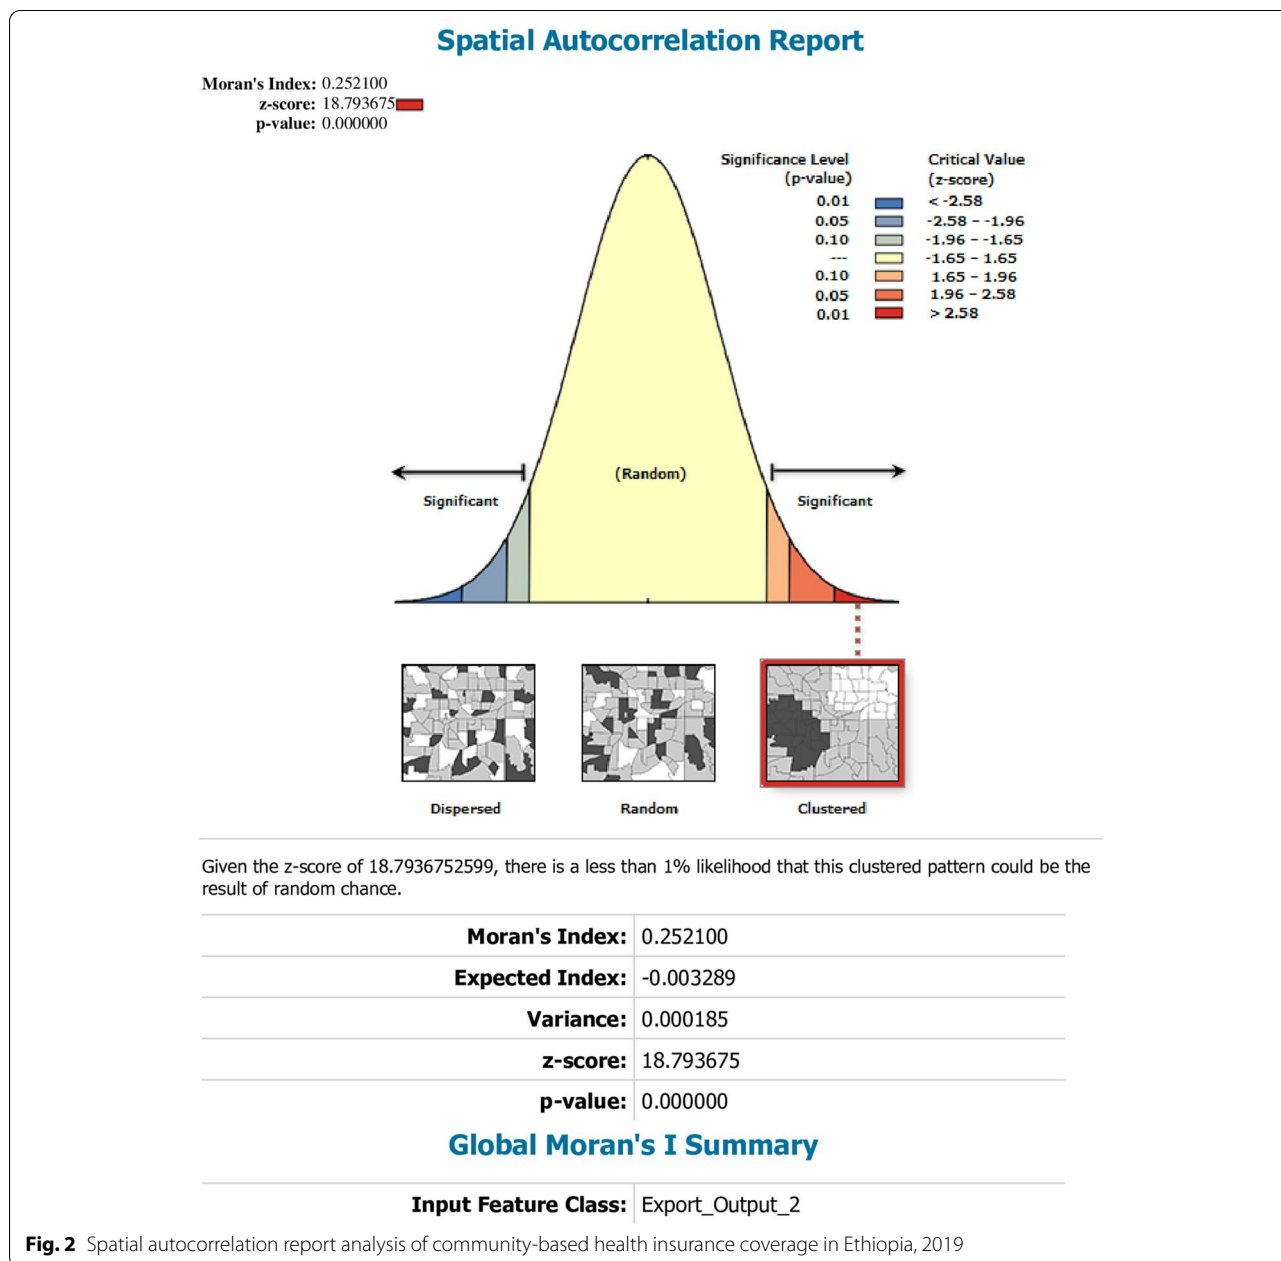 Spatial Autocorrelation Report
Moran's Index: 0.252100
z-score: 18.793675
p-value: 0.000000
Significance Level Critical Value
(p-value) (z-score)
0.01 < -2.58
0.05 -2.58 – -1.96
0.10 -1.96 – -1.65
--- -1.65 – 1.65
0.10 1.65 – 1.96
0.05 1.96 – 2.58
0.01 > 2.58
(Random)
Significant Significant
Dispersed Random Clustered
Given the z-score of 18.7936752599, there is a less than 1% likelihood that this clustered pattern could be the
result of random chance.
Moran's Index: 0.252100
Expected Index: -0.003289
Variance: 0.000185
z-score: 18.793675
p-value: 0.000000
Global Moran's I Summary
Input Feature Class: Export_Output_2
Fig. 2 Spatial autocorrelation report analysis of community-based health insurance coverage in Ethiopia, 2019